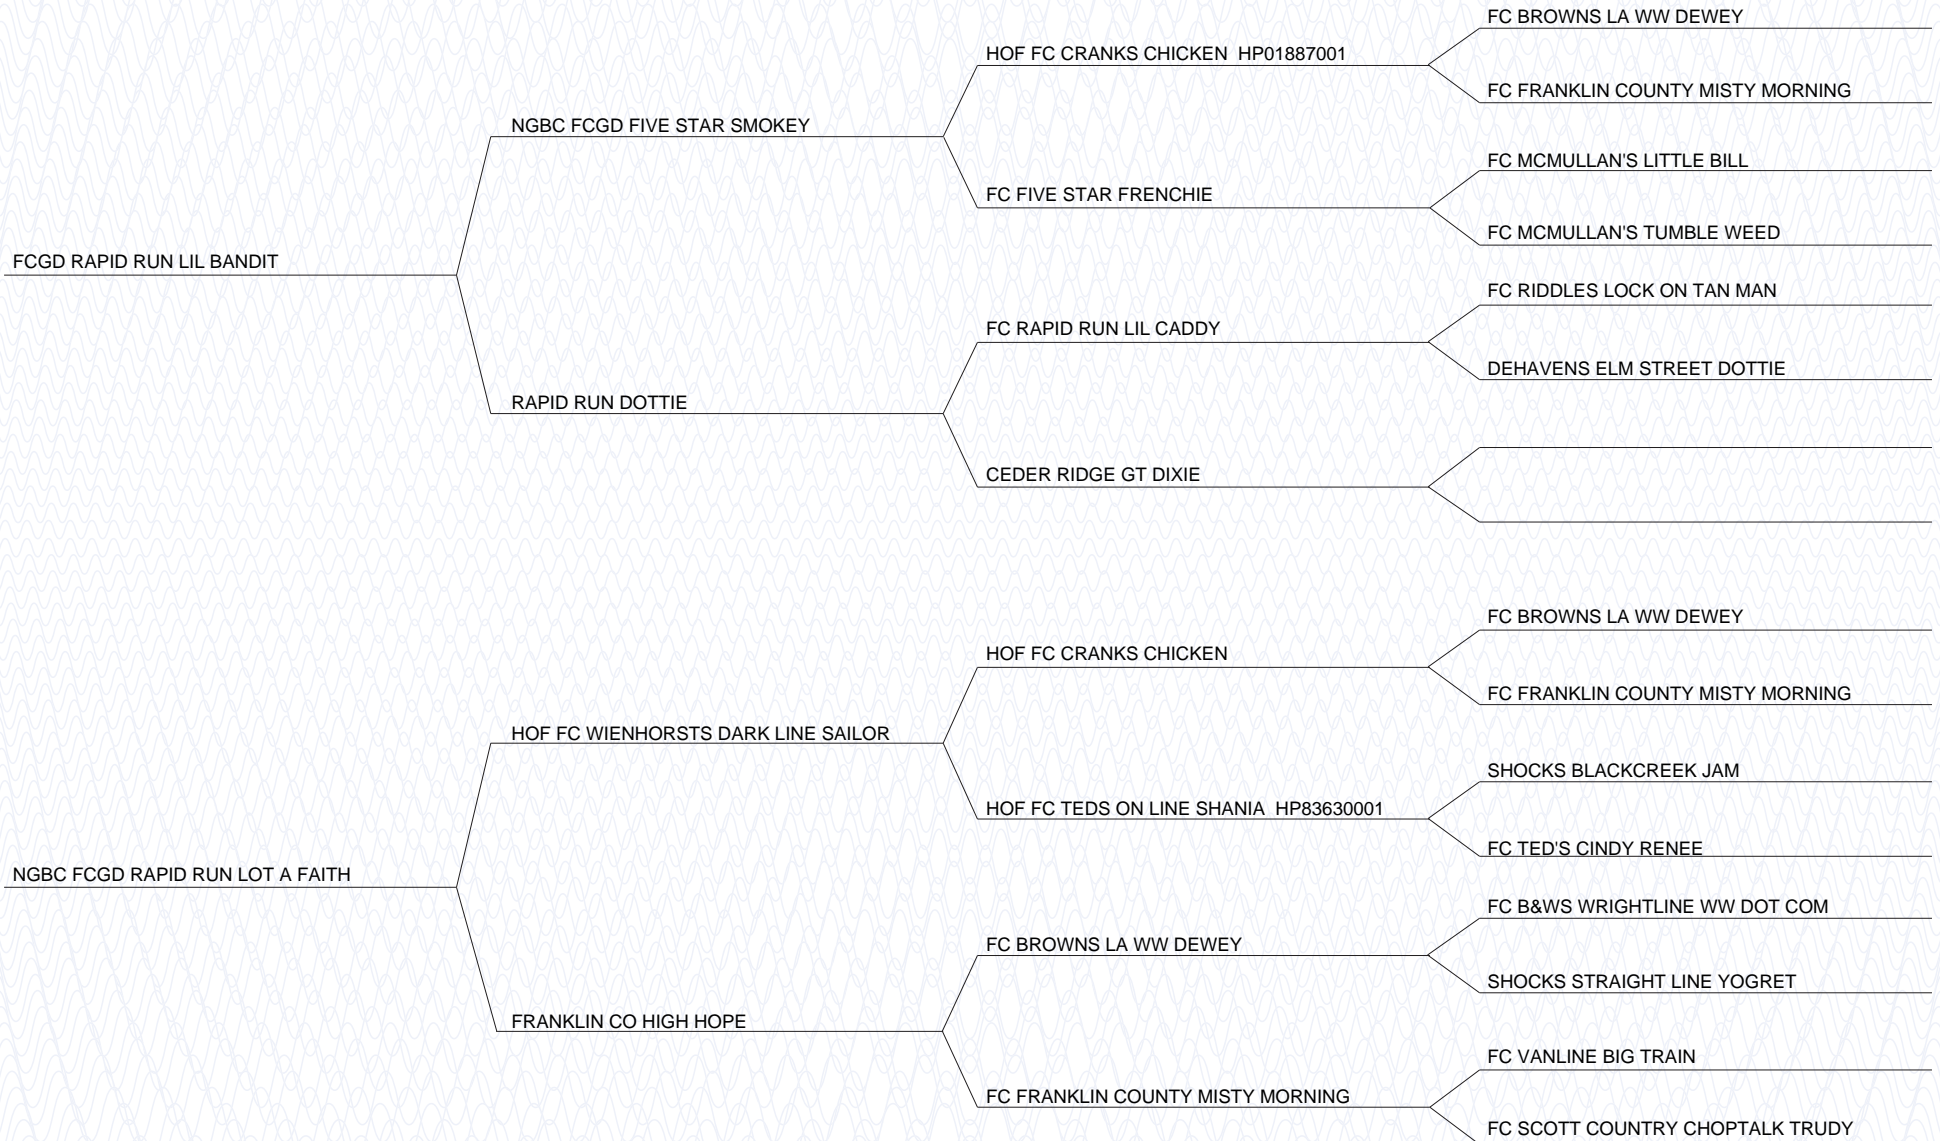 FC BROWNS LA WW DEWEY
HOF FC CRANKS CHICKEN  HP01887001
FC FRANKLIN COUNTY MISTY MORNING
NGBC FCGD FIVE STAR SMOKEY
FC MCMULLAN'S LITTLE BILL
FC FIVE STAR FRENCHIE
FC MCMULLAN'S TUMBLE WEED
FCGD RAPID RUN LIL BANDIT
FC RIDDLES LOCK ON TAN MAN
FC RAPID RUN LIL CADDY
DEHAVENS ELM STREET DOTTIE
RAPID RUN DOTTIE
CEDER RIDGE GT DIXIE
FC BROWNS LA WW DEWEY
HOF FC CRANKS CHICKEN
FC FRANKLIN COUNTY MISTY MORNING
HOF FC WIENHORSTS DARK LINE SAILOR
SHOCKS BLACKCREEK JAM
HOF FC TEDS ON LINE SHANIA  HP83630001
FC TED'S CINDY RENEE
NGBC FCGD RAPID RUN LOT A FAITH
FC B&WS WRIGHTLINE WW DOT COM
FC BROWNS LA WW DEWEY
SHOCKS STRAIGHT LINE YOGRET
FRANKLIN CO HIGH HOPE
FC VANLINE BIG TRAIN
FC FRANKLIN COUNTY MISTY MORNING
FC SCOTT COUNTRY CHOPTALK TRUDY